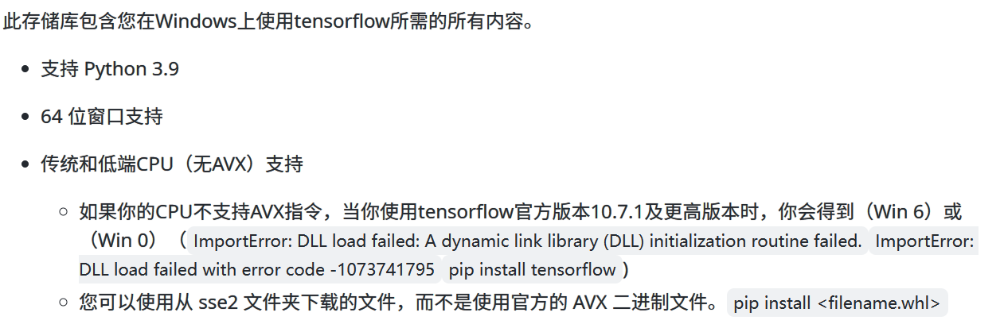 此存储库包含您在Windows上使用tensorflow所需的所有内容。
支持 Python 3.9
64 位窗口支持
传统和低端CPU（无AVX）支持
如果你的CPU不支持AVX指令，当你使用tensorflow官方版本10.7.1及更高版本时，你会得到（Win 6）或
（Win 0）（ ImportError: DLL load failed: A dynamic link library (DLL) initialization routine failed. ImportError:
DLL load failed with error code -1073741795 pip install tensorflow )
您可以使用从 sse2 文件夹下载的文件，而不是使用官方的 AVX 二进制文件。 pip install <filename.whl>